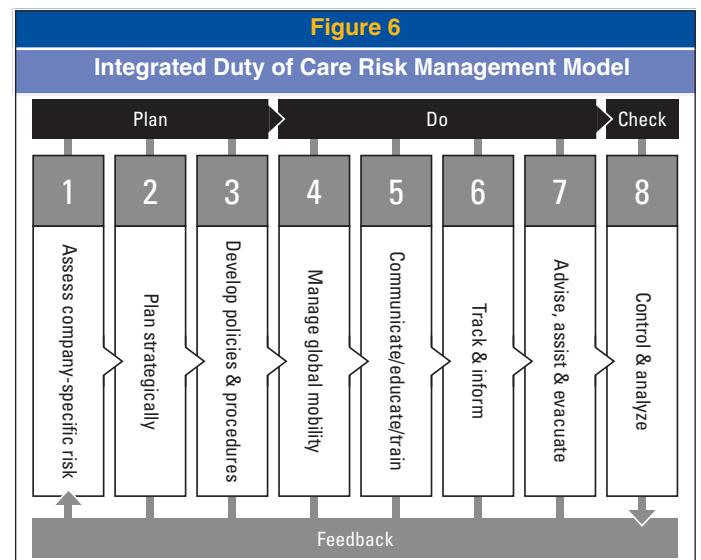 Figure 6
Integrated Duty of Care Risk Management Model
Plan
Do
Check
1
2
3
4
5
6
7
8
Assess company-specific risk
Plan strategically
Develop policies & procedures
Manage global mobility
Communicate/educate/train
Track & inform
Advise, assist & evacuate
Control & analyze
Feedback